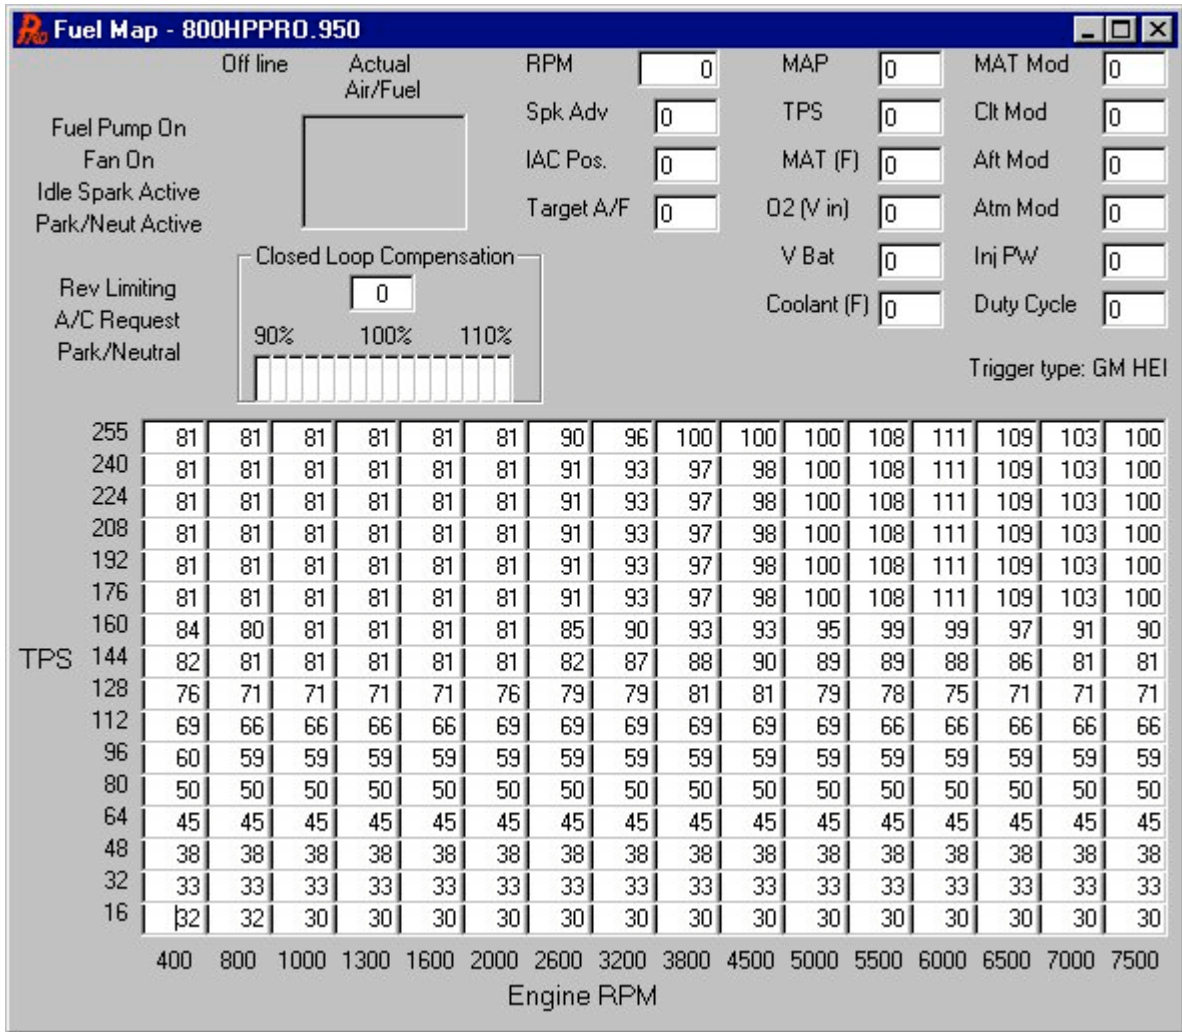 Pro Fuel Map - 800HPPRO.950
Off line Actual Air/Fuel RPM 0 MAP 0 MAT Mod 0
Fuel Pump On Spk Adv 0 TPS 0 Clt Mod 0
Fan On IAC Pos. 0 MAT (F) 0 Aft Mod 0
Idle Spark Active
Park/Neut Active Target A/F 0 O2 (V in) 0 Atm Mod 0
Closed Loop Compensation V Bat 0 Inj PW 0
Rev Limiting 0
A/C Request Coolant (F) 0 Duty Cycle 0
Park/Neutral 90% 100% 110%
Trigger type: GM HEI
255 81 81 81 81 81 81 90 96 100 100 100 108 111 109 103 100
240 81 81 81 81 81 81 91 93 97 98 100 108 111 109 103 100
224 81 81 81 81 81 81 91 93 97 98 100 108 111 109 103 100
208 81 81 81 81 81 81 91 93 97 98 100 108 111 109 103 100
192 81 81 81 81 81 81 91 93 97 98 100 108 111 109 103 100
176 81 81 81 81 81 81 91 93 97 98 100 108 111 109 103 100
160 84 80 81 81 81 81 85 90 93 93 95 99 99 97 91 90
TPS 144 82 81 81 81 81 81 82 87 88 90 89 89 88 86 81 81
128 76 71 71 71 71 76 79 79 81 81 79 78 75 71 71 71
112 69 66 66 66 66 69 69 69 69 69 69 66 66 66 66 66
96 60 59 59 59 59 59 59 59 59 59 59 59 59 59 59 59
80 50 50 50 50 50 50 50 50 50 50 50 50 50 50 50 50
64 45 45 45 45 45 45 45 45 45 45 45 45 45 45 45 45
48 38 38 38 38 38 38 38 38 38 38 38 38 38 38 38 38
32 33 33 33 33 33 33 33 33 33 33 33 33 33 33 33 33
16 32 32 30 30 30 30 30 30 30 30 30 30 30 30 30 30
400 800 1000 1300 1600 2000 2600 3200 3800 4500 5000 5500 6000 6500 7000 7500
Engine RPM